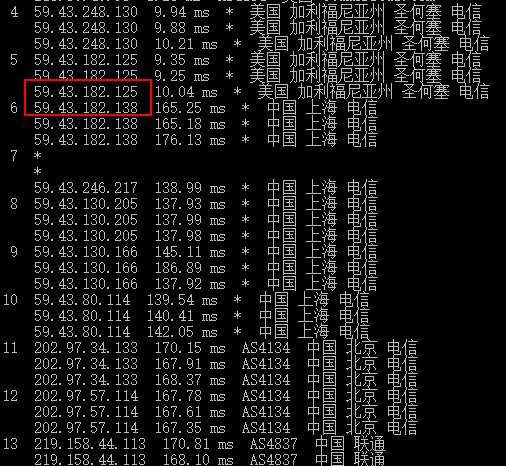 4 59.43.248.130 9.94 ms * 美国 加利福尼亚州 圣何塞 电信
59.43.248.130 9.88 ms * 美国 加利福尼亚州 圣何塞 电信
59.43.248.130 10.21 ms * 美国 加利福尼亚州 圣何塞 电信
5 59.43.182.125 9.35 ms * 美国 加利福尼亚州 圣何塞 电信
59.43.182.125 9.25 ms * 美国 加利福尼亚州 圣何塞 电信
59.43.182.125 10.04 ms * 美国 加利福尼亚州 圣何塞 电信
6 59.43.182.138 165.25 ms * 中国 上海 电信
59.43.182.138 165.18 ms * 中国 上海 电信
59.43.182.138 176.13 ms * 中国 上海 电信
7 *
*
59.43.246.217 138.99 ms * 中国 上海 电信
8 59.43.130.205 137.93 ms * 中国 上海 电信
59.43.130.205 137.99 ms * 中国 上海 电信
59.43.130.205 137.98 ms * 中国 上海 电信
9 59.43.130.166 145.11 ms * 中国 上海 电信
59.43.130.166 186.89 ms * 中国 上海 电信
59.43.130.166 137.92 ms * 中国 上海 电信
10 59.43.80.114 139.54 ms * 中国 上海 电信
59.43.80.114 140.41 ms * 中国 上海 电信
59.43.80.114 142.05 ms * 中国 上海 电信
11 202.97.34.133 170.15 ms AS4134 中国 北京 电信
202.97.34.133 167.91 ms AS4134 中国 北京 电信
202.97.34.133 168.37 ms AS4134 中国 北京 电信
12 202.97.57.114 167.78 ms AS4134 中国 北京 电信
202.97.57.114 167.61 ms AS4134 中国 北京 电信
202.97.57.114 167.35 ms AS4134 中国 北京 电信
13 219.158.44.113 170.81 ms AS4837 中国 联通
219.158.44.113 168.10 ms AS4837 中国 联通